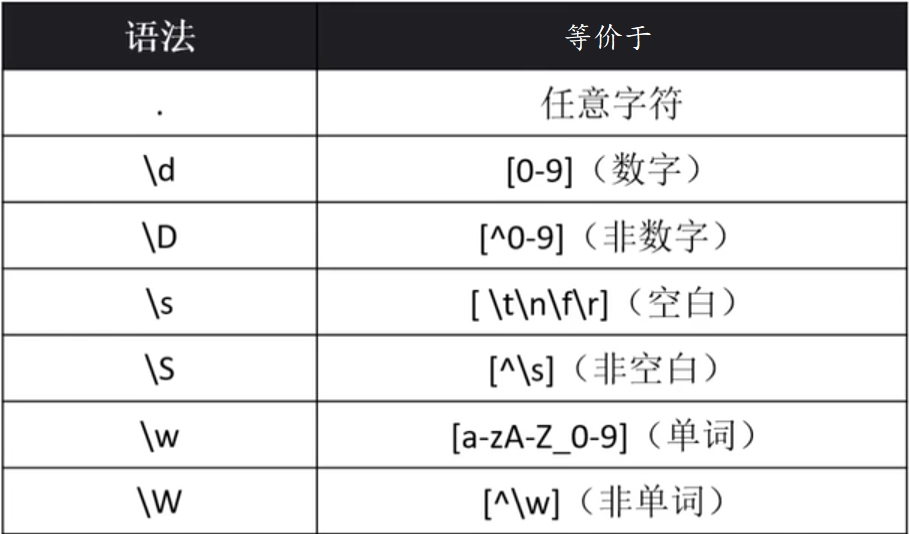 语法 等价于
. 任意字符
\d [0-9]（数字）
\D [^0-9]（非数字）
\s [ \t\n\f\r]（空白）
\S [^\s]（非空白）
\w [a-zA-Z_0-9]（单词）
\W [^\w]（非单词）